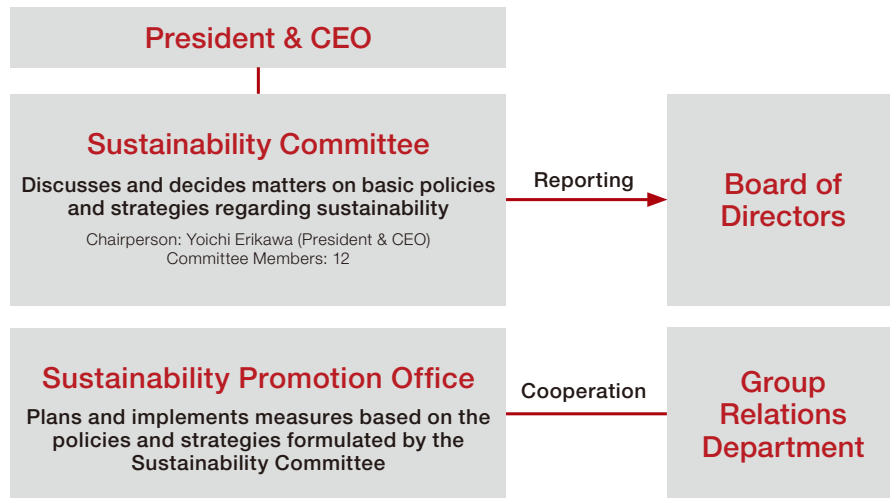 President & CEO
Sustainability Committee
Discusses and decides matters on basic policies
and strategies regarding sustainability
Chairperson: Yoichi Erikawa (President & CEO)
Committee Members: 12
Reporting
Board of
Directors
Sustainability Promotion Office
Plans and implements measures based on the
policies and strategies formulated by the
Sustainability Committee
Cooperation
Group
Relations
Department